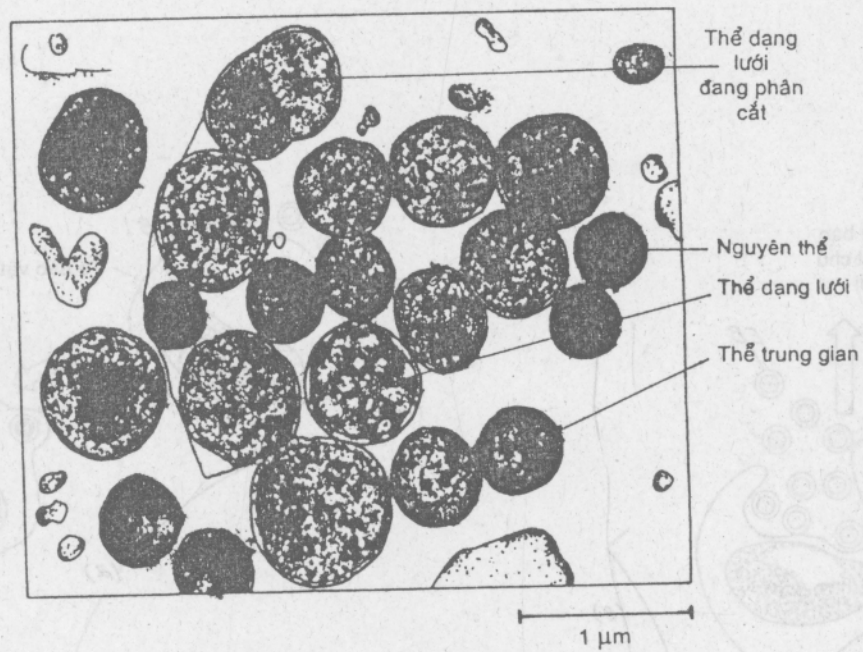 Thể dạng
lưới
đang phân
cắt
Nguyên thể
Thể dạng lưới
Thể trung gian
1 μm